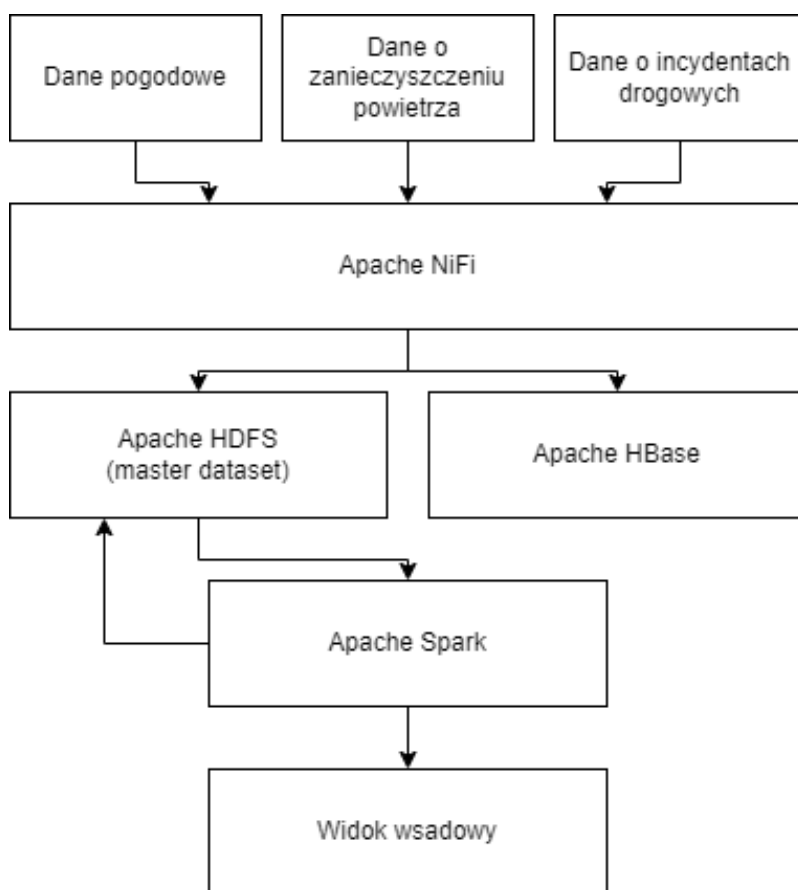 Dane pogodowe
Dane o
zanieczyszczeniu
powietrza
Dane o incydentach
drogowych
Apache NiFi
Apache HDFS
(master dataset)
Apache HBase
Apache Spark
Widok wsadowy